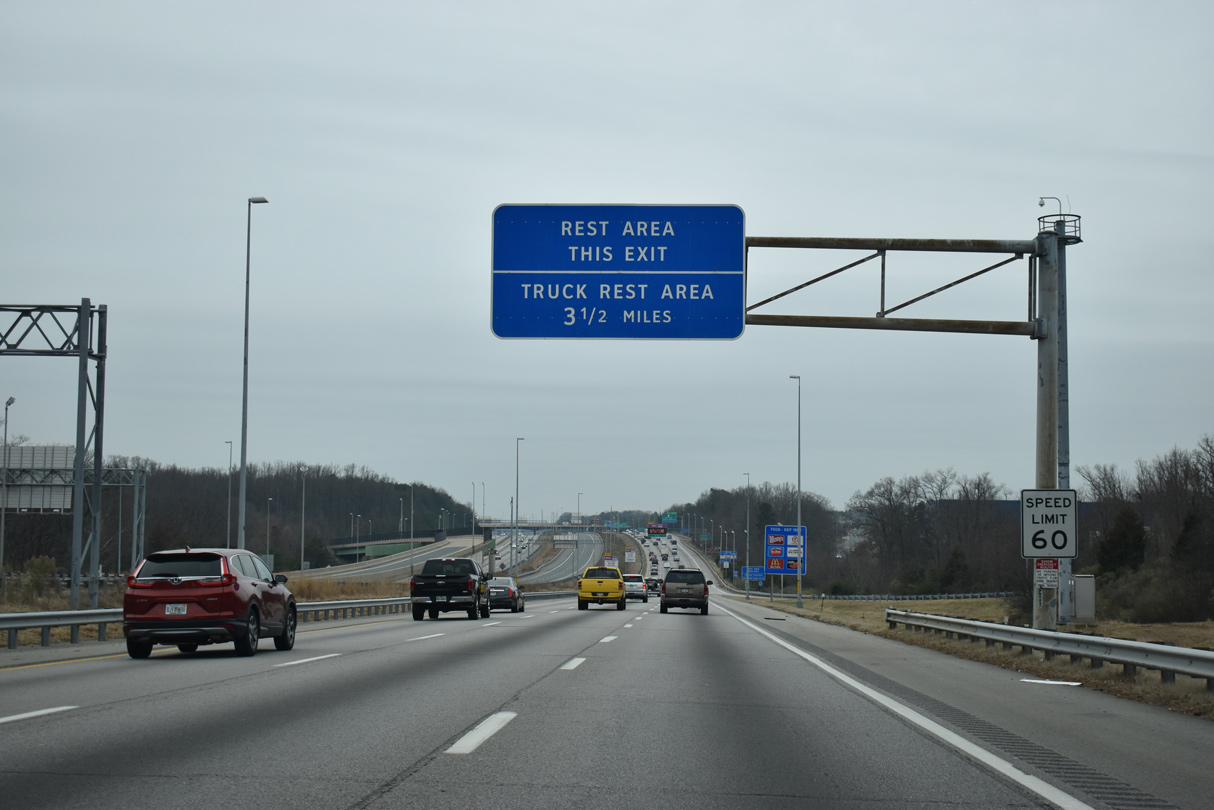 REST AREA
THIS EXIT
TRUCK REST AREA
3 1/2 MILES
SPEED
LIMIT
60